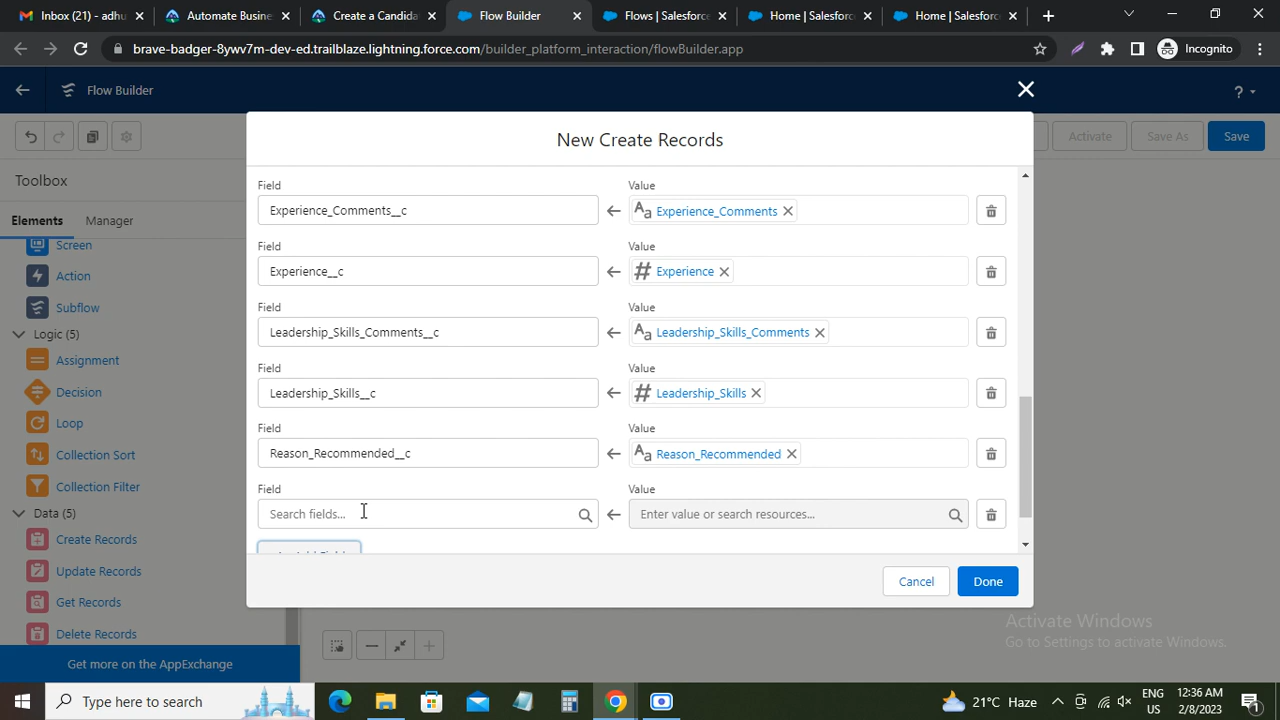 Inbox (21) - adhu
Automate Busine
Create a Candida
Flow Builder
Flows | Salesforc
Home | Salesforc
Home | Salesforc
brave-badger-8ywv7m-dev-ed.trailblaze.lightning.force.com/builder_platform_interaction/flowBuilder.app
Incognito
Flow Builder
?
Activate
Save As
Save
Toolbox
Elements
Manager
Screen
Action
Subflow
Logic (5)
Assignment
Decision
Loop
Collection Sort
Collection Filter
Data (5)
Create Records
Update Records
Get Records
Delete Records
Get more on the AppExchange
New Create Records
Field
Value
Experience_Comments__c
Aa Experience_Comments
Field
Value
Experience__c
# Experience
Field
Value
Leadership_Skills_Comments__c
Aa Leadership_Skills_Comments
Field
Value
Leadership_Skills__c
# Leadership_Skills
Field
Value
Reason_Recommended__c
Aa Reason_Recommended
Field
Value
Search fields...
Enter value or search resources...
Cancel
Done
Activate Windows
Go to Settings to activate Windows.
Type here to search
21°C Haze
ENG
US
12:36 AM
2/8/2023
1